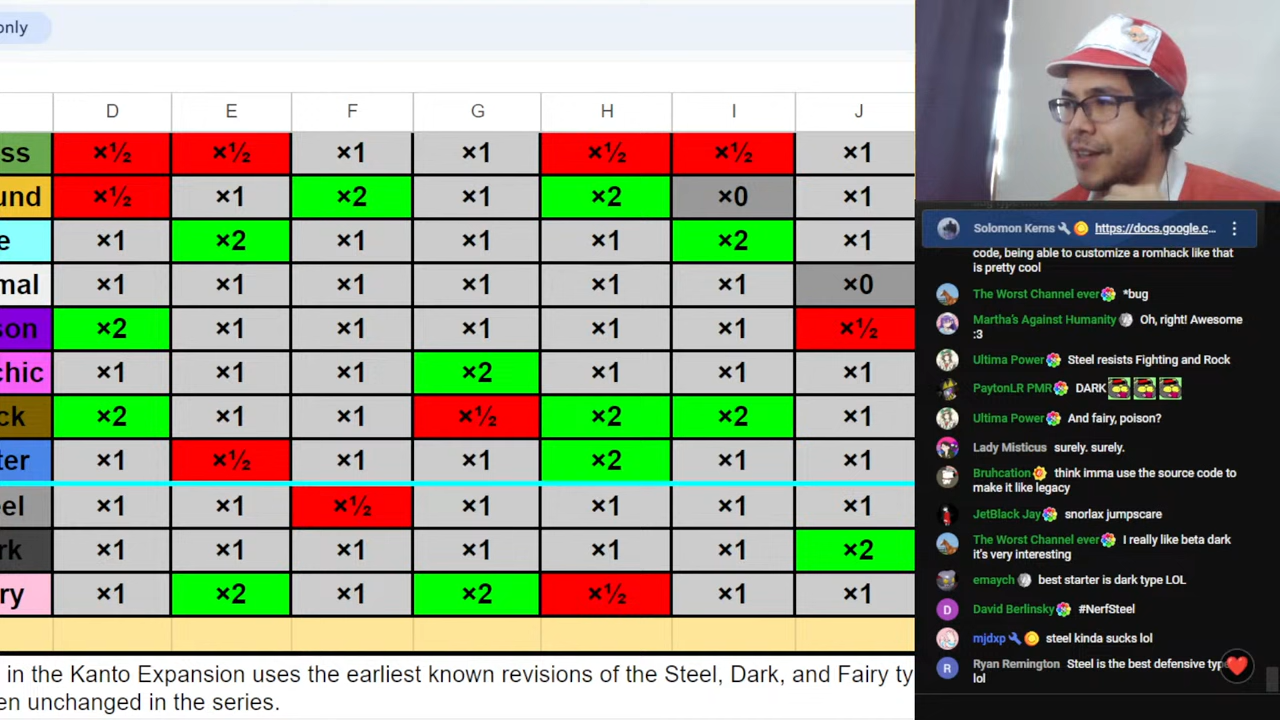 only
D E F G H I J
ss ×½ ×½ ×1 ×1 ×½ ×½ ×1
und ×½ ×1 ×2 ×1 ×2 ×0 ×1
e ×1 ×2 ×1 ×1 ×1 ×2 ×1
mal ×1 ×1 ×1 ×1 ×1 ×1 ×0
son ×2 ×1 ×1 ×1 ×1 ×1 ×½
chic ×1 ×1 ×1 ×2 ×1 ×1 ×1
ck ×2 ×1 ×1 ×½ ×2 ×2 ×1
ter ×1 ×½ ×1 ×1 ×2 ×1 ×1
eel ×1 ×1 ×½ ×1 ×1 ×1 ×1
rk ×1 ×1 ×1 ×1 ×1 ×1 ×2
ry ×1 ×2 ×1 ×2 ×½ ×1 ×1
in the Kanto Expansion uses the earliest known revisions of the Steel, Dark, and Fairy ty
en unchanged in the series.
Solomon Kerns https://docs.google.c...
code, being able to customize a romhack like that
is pretty cool
The Worst Channel ever *bug
Martha's Against Humanity Oh, right! Awesome
:3
Ultima Power Steel resists Fighting and Rock
PaytonLR PMR DARK
Ultima Power And fairy, poison?
Lady Misticus surely. surely.
Bruhcation think imma use the source code to
make it like legacy
JetBlack Jay snorlax jumpscare
The Worst Channel ever I really like beta dark
it's very interesting
emaych best starter is dark type LOL
David Berlinsky #NerfSteel
mjdxp steel kinda sucks lol
Ryan Remington Steel is the best defensive type
lol